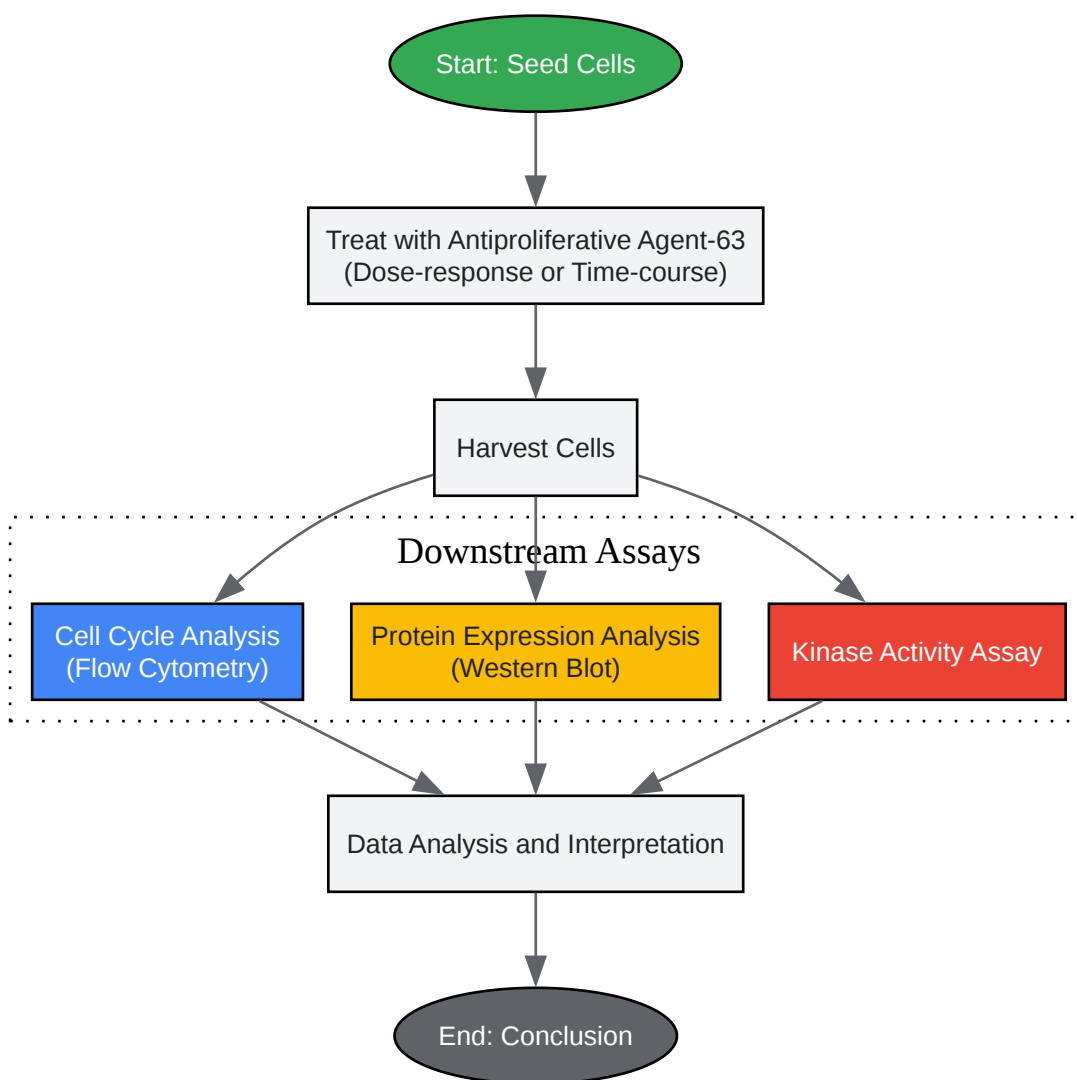 Start: Seed Cells
Treat with Antiproliferative Agent-63
(Dose-response or Time-course)
Harvest Cells
Downstream Assays
Cell Cycle Analysis
(Flow Cytometry)
Protein Expression Analysis
(Western Blot)
Kinase Activity Assay
Data Analysis and Interpretation
End: Conclusion